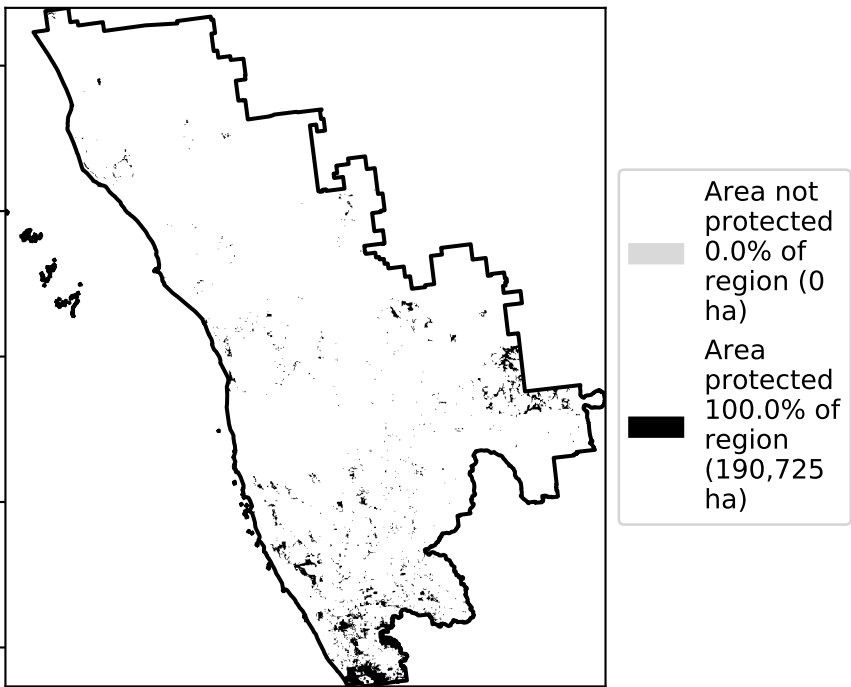 Area not
protected
0.0% of
region (0
ha)
Area
protected
100.0% of
region
(190,725
ha)